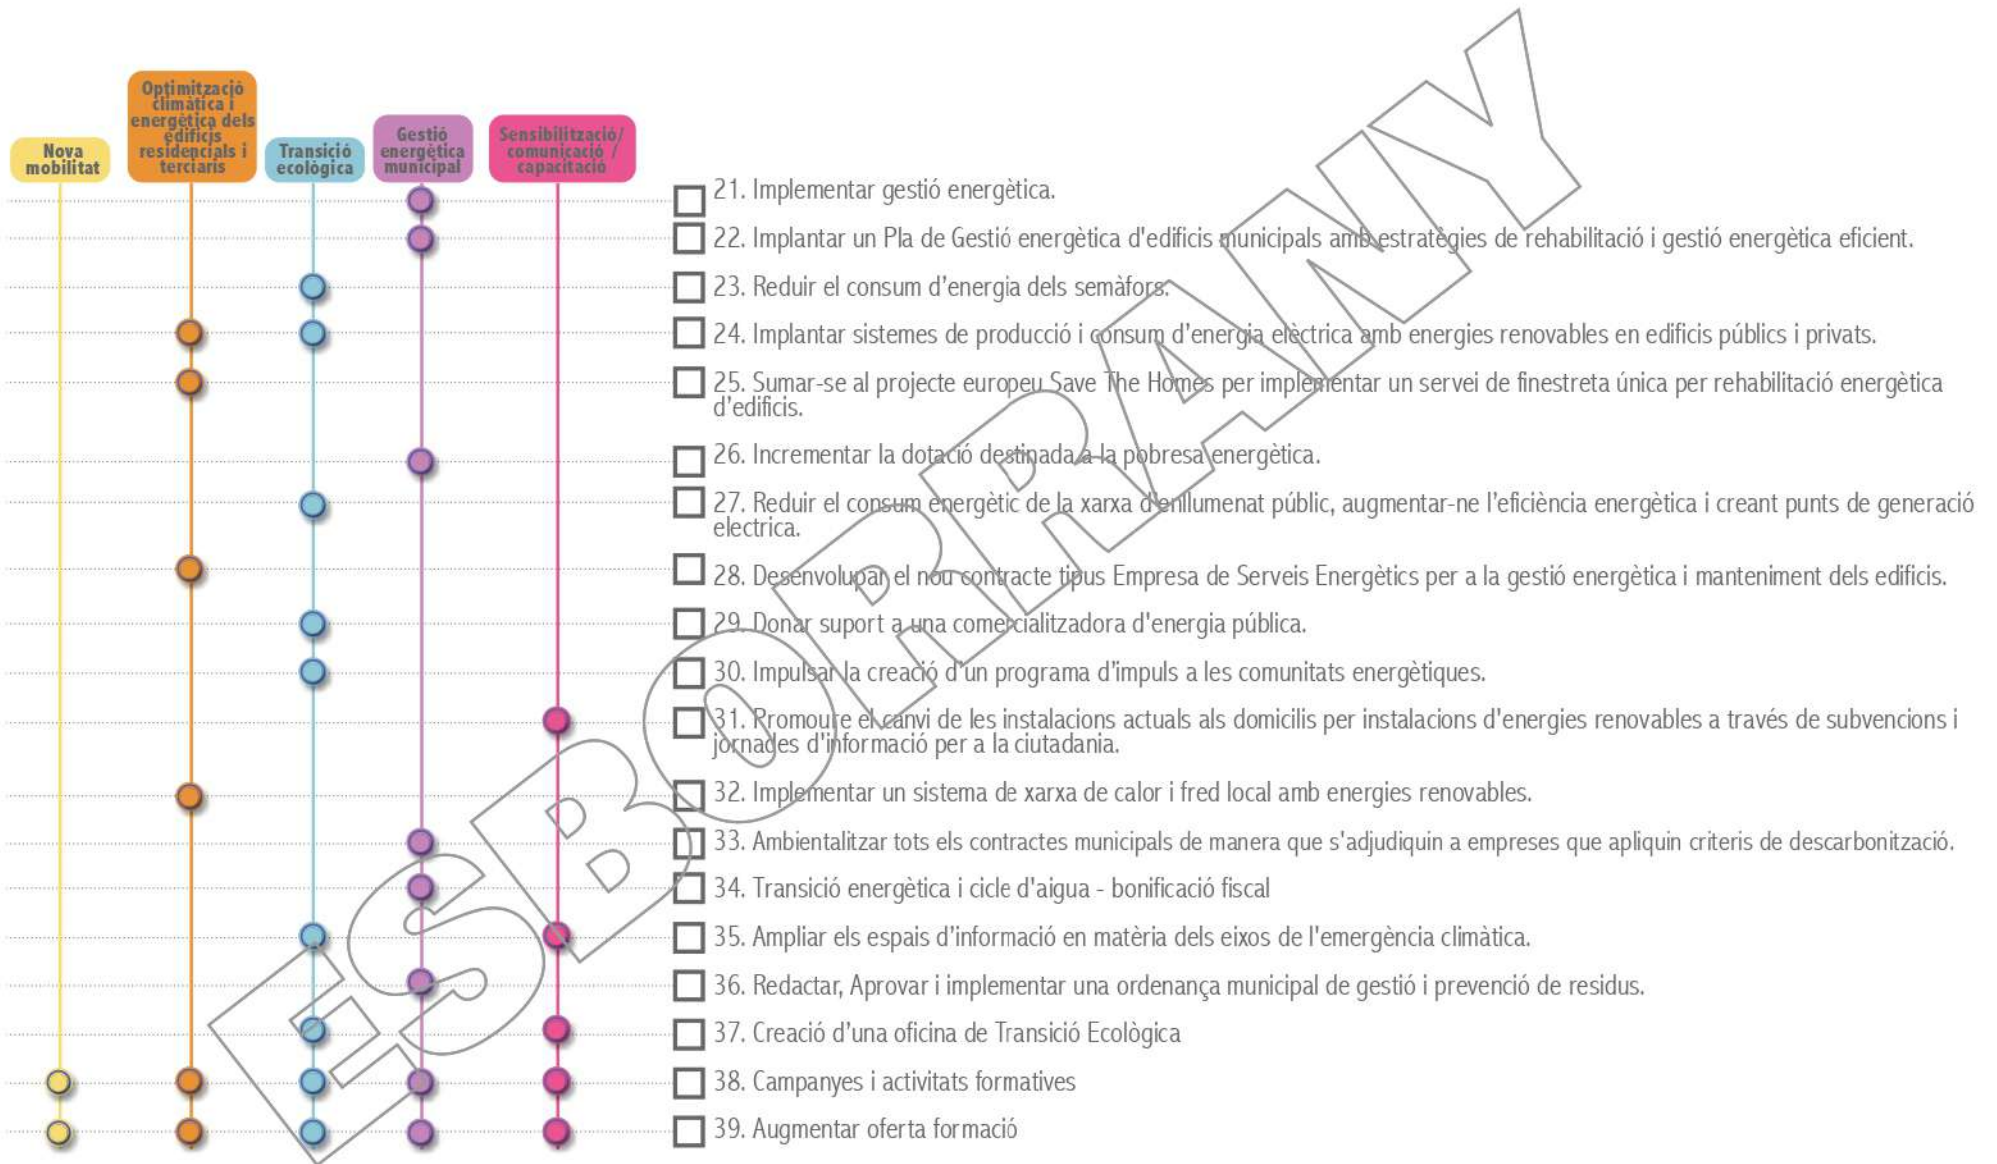 Nova
mobilitat
Optimització
climàtica i
energètica dels
edificis
residencials i
terciaris
Transició
ecològica
Gestió
energètica
municipal
Sensibilització/
comunicació /
capacitació
21. Implementar gestió energètica.
22. Implantar un Pla de Gestió energètica d'edificis municipals amb estratègies de rehabilitació i gestió energètica eficient.
23. Reduir el consum d’energia dels semàfors.
24. Implantar sistemes de producció i consum d’energia elèctrica amb energies renovables en edificis públics i privats.
25. Sumar-se al projecte europeu Save The Homes per implementar un servei de finestreta única per rehabilitació energètica
d’edificis.
26. Incrementar la dotació destinada a la pobresa energètica.
27. Reduir el consum energètic de la xarxa d’enllumenat públic, augmentar-ne l’eficiència energètica i creant punts de generació
electrica.
28. Desenvolupar el nou contracte tipus Empresa de Serveis Energètics per a la gestió energètica i manteniment dels edificis.
29. Donar suport a una comercialitzadora d'energia pública.
30. Impulsar la creació d’un programa d’impuls a les comunitats energètiques.
31. Promoure el canvi de les instalacions actuals als domicilis per instalacions d'energies renovables a través de subvencions i
jornades d'informació per a la ciutadania.
32. Implementar un sistema de xarxa de calor i fred local amb energies renovables.
33. Ambientalitzar tots els contractes municipals de manera que s'adjudiquin a empreses que apliquin criteris de descarbonització.
34. Transició energètica i cicle d'aigua - bonificació fiscal
35. Ampliar els espais d’informació en matèria dels eixos de l'emergència climàtica.
36. Redactar, Aprovar i implementar una ordenança municipal de gestió i prevenció de residus.
37. Creació d’una oficina de Transició Ecològica
38. Campanyes i activitats formatives
39. Augmentar oferta formació
ESBORRANY